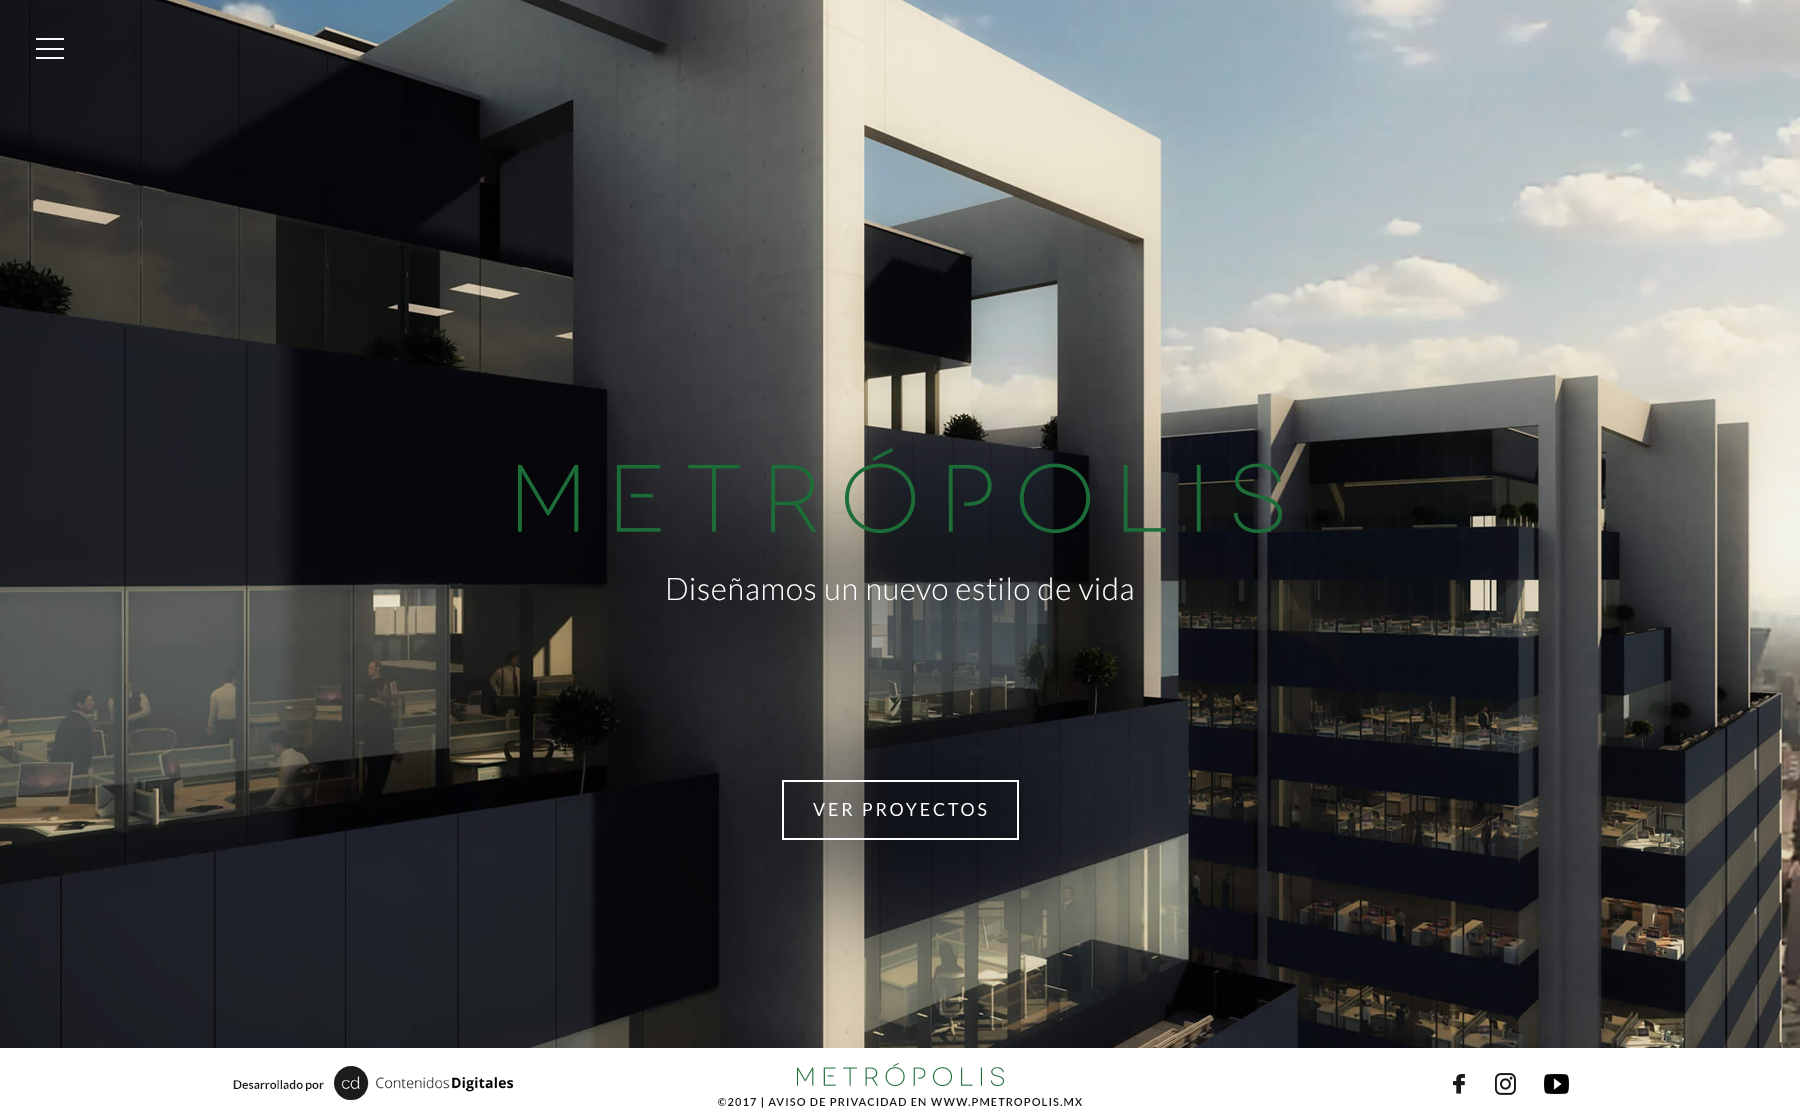 METRÓPOLIS
Diseñamos un nuevo estilo de vida
VER PROYECTOS
Desarrollado por cd ContenidosDigitales
METRÓPOLIS
©2017 | AVISO DE PRIVACIDAD EN WWW.PMETROPOLIS.MX